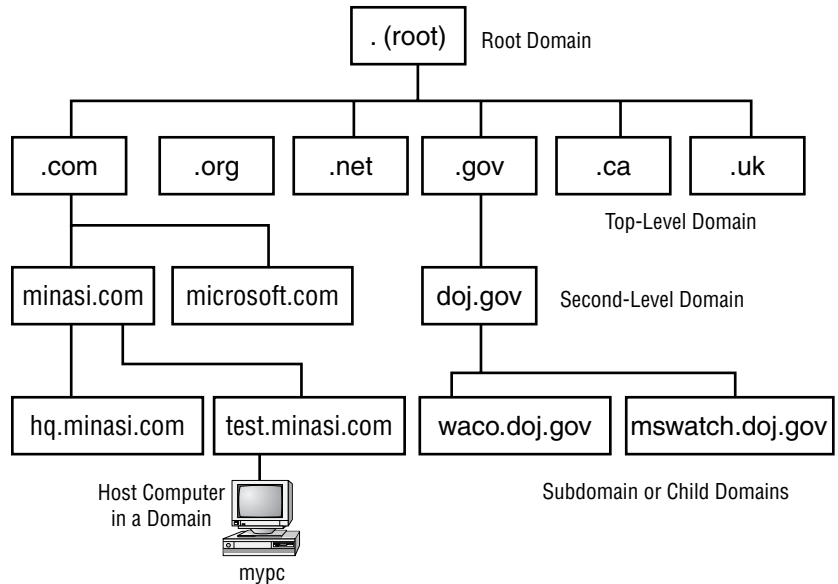 . (root)
Root Domain
.com
.org
.net
.gov
.ca
.uk
Top-Level Domain
minasi.com
microsoft.com
doj.gov
Second-Level Domain
hq.minasi.com
test.minasi.com
waco.doj.gov
mswatch.doj.gov
Host Computer
in a Domain
Subdomain or Child Domains
mypc